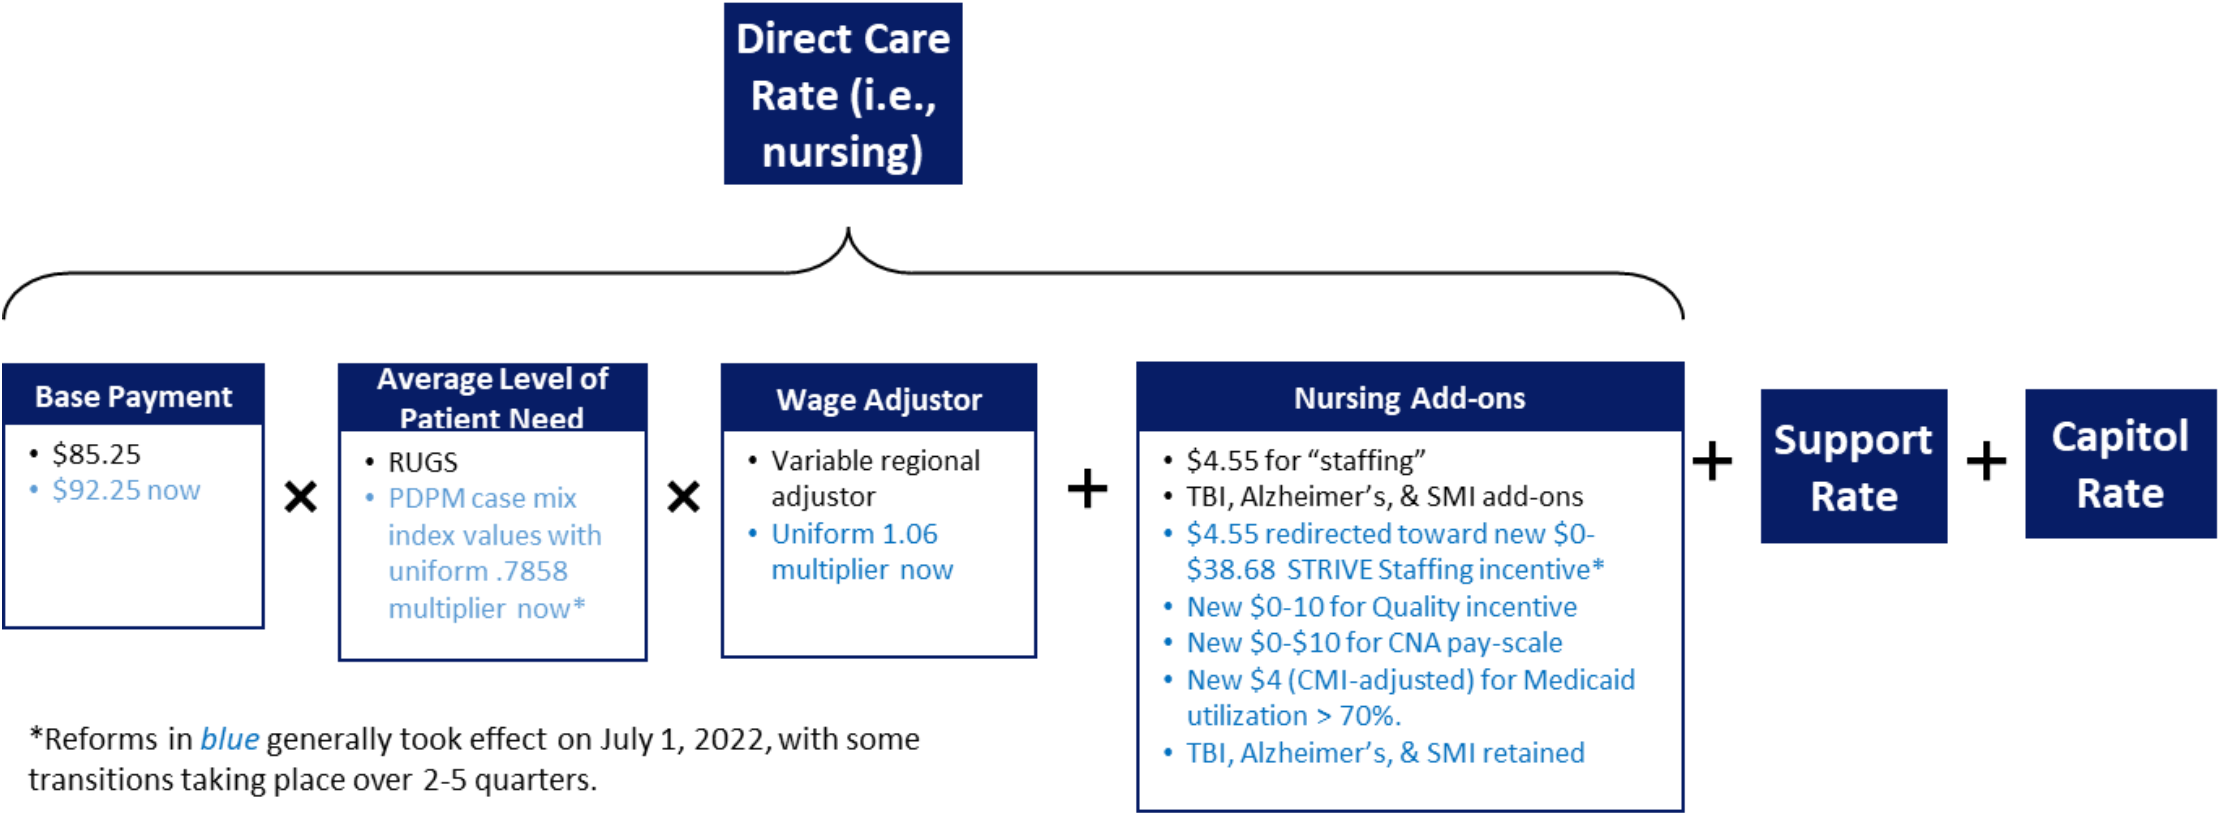 Direct Care
Rate (i.e.,
nursing)
Base Payment
• $85.25
• $92.25 now
×
Average Level of
Patient Need
• RUGS
• PDPM case mix
index values with
uniform .7858
multiplier now*
×
Wage Adjustor
• Variable regional
adjustor
• Uniform 1.06
multiplier now
+
Nursing Add-ons
• $4.55 for “staffing”
• TBI, Alzheimer’s, & SMI add-ons
• $4.55 redirected toward new $0-
$38.68 STRIVE Staffing incentive*
• New $0-10 for Quality incentive
• New $0-$10 for CNA pay-scale
• New $4 (CMI-adjusted) for Medicaid
utilization > 70%.
• TBI, Alzheimer’s, & SMI retained
+
Support
Rate
+
Capitol
Rate
*Reforms in blue generally took effect on July 1, 2022, with some
transitions taking place over 2-5 quarters.